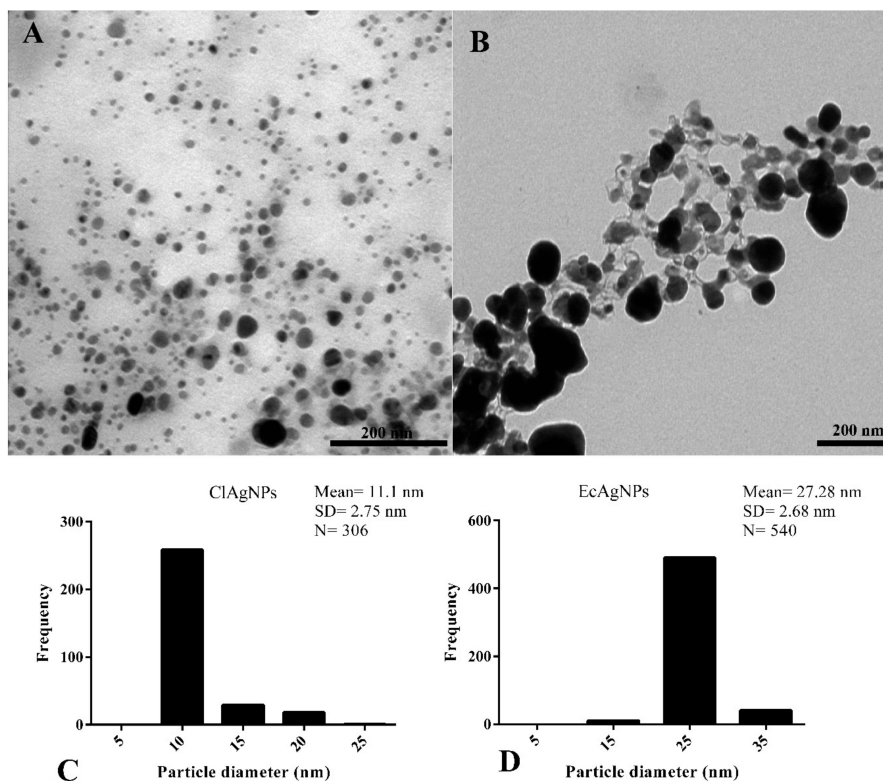 A
B
200 nm
200 nm
ClAgNPs
Mean= 11.1 nm
SD= 2.75 nm
N= 306
Frequency
300
200
100
0
5
10
15
20
25
C
Particle diameter (nm)
EcAgNPs
Mean= 27.28 nm
SD= 2.68 nm
N= 540
Frequency
600
400
200
0
5
15
25
35
D
Particle diameter (nm)